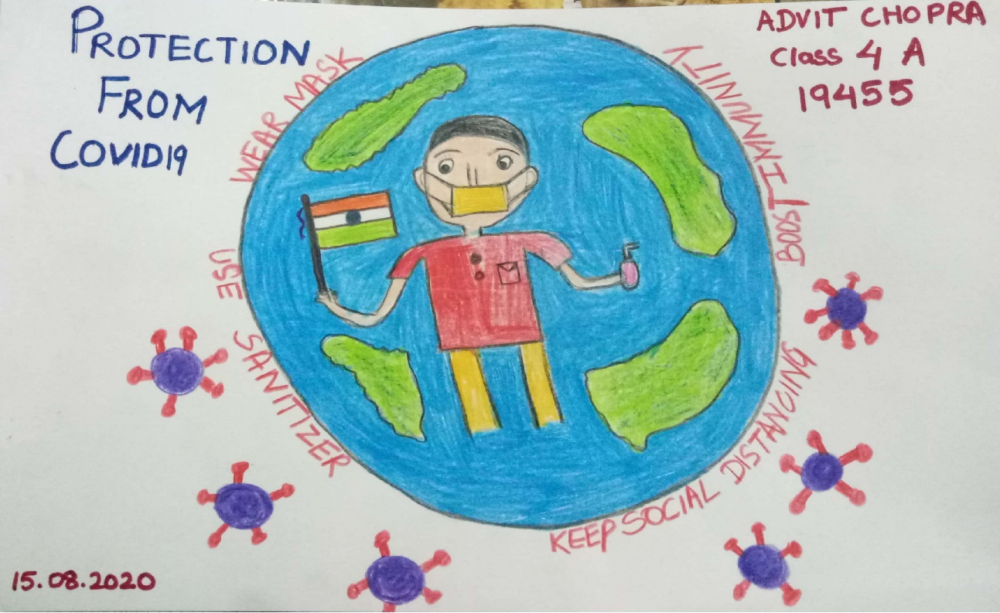 PROTECTION
FROM
COVID19
ADVIT CHOPRA
Class 4 A
19455
WEAR MASK
BOOST IMMUNITY
USE SANITIZER
KEEP SOCIAL DISTANCING
15.08.2020